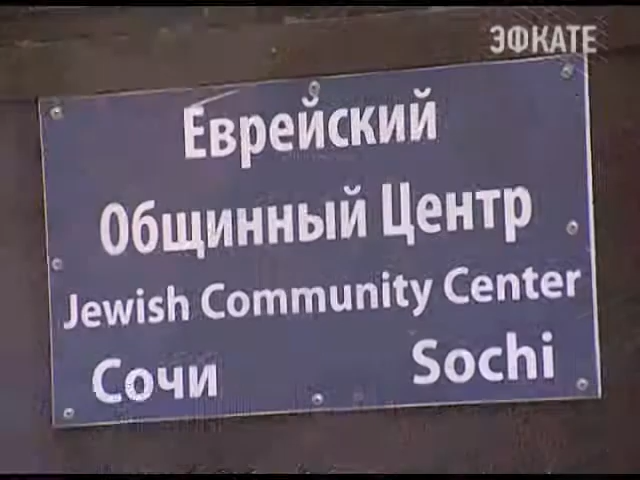 ЭФКАТЕ
Еврейский
Общинный Центр
Jewish Community Center
Сочи Sochi